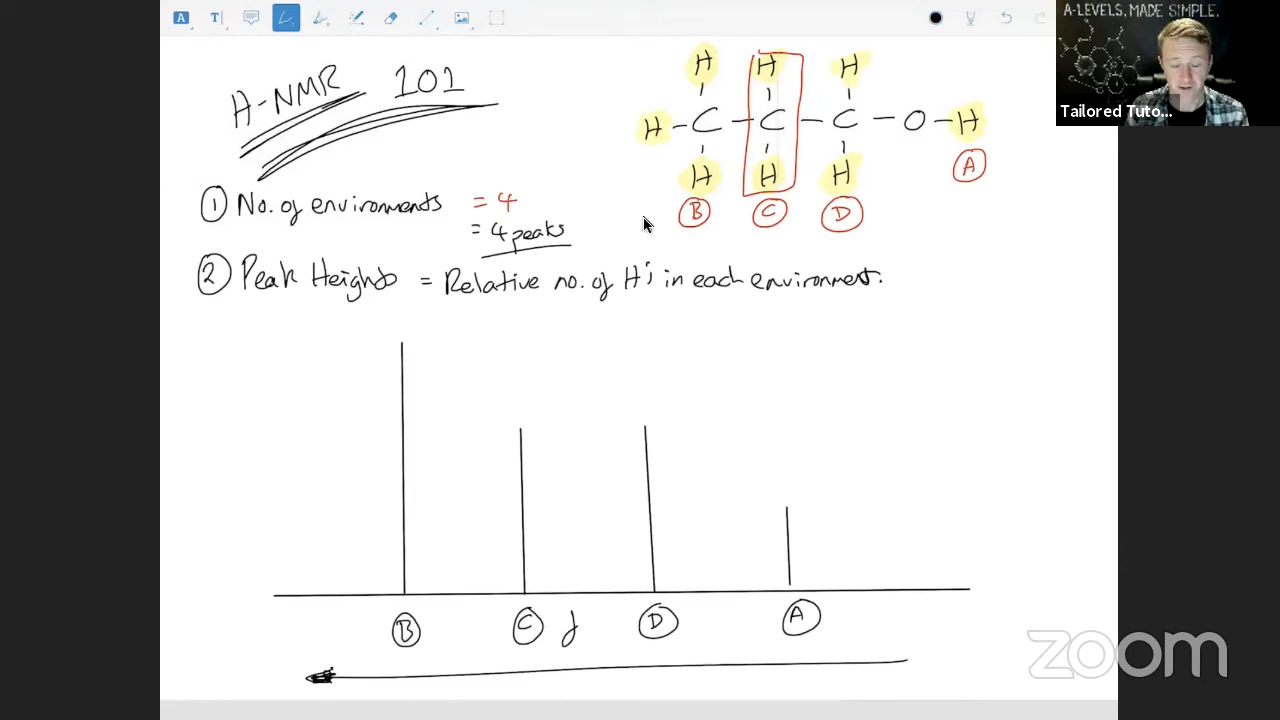 A-LEVELS, MADE SIMPLE.
Tailored Tuto...
H-NMR 101
H H H
H - C - C - C - O - H
H H H
A
B C D
① No. of environments = 4
= 4 peaks
② Peak Heights = Relative no. of H's in each environment.
B C D A
zoom